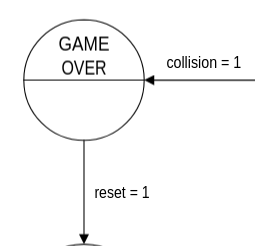 GAME
OVER
collision = 1
reset = 1